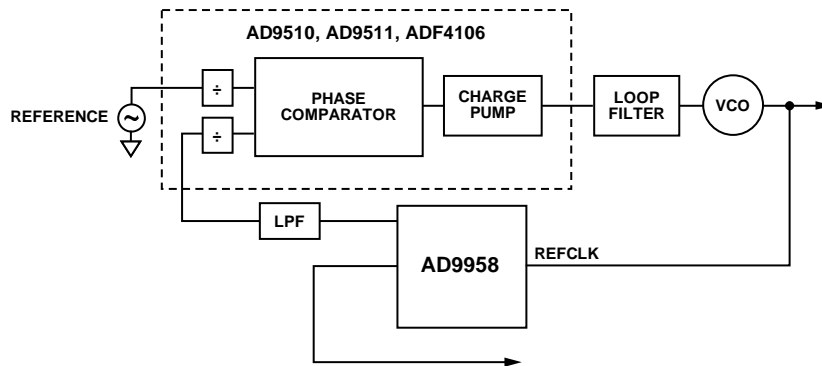 AD9510, AD9511, ADF4106
REFERENCE
~
÷
÷
PHASE
COMPARATOR
CHARGE
PUMP
LOOP
FILTER
VCO
LPF
AD9958
REFCLK